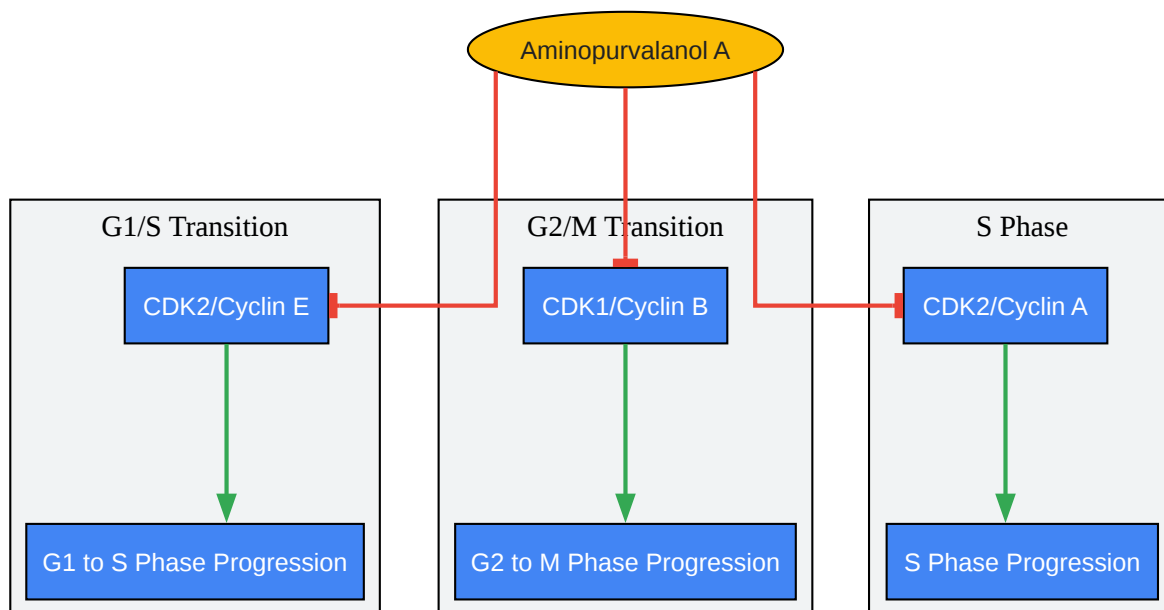 Aminopurvalanol A
G1/S Transition
G2/M Transition
S Phase
CDK2/Cyclin E
CDK1/Cyclin B
CDK2/Cyclin A
G1 to S Phase Progression
G2 to M Phase Progression
S Phase Progression